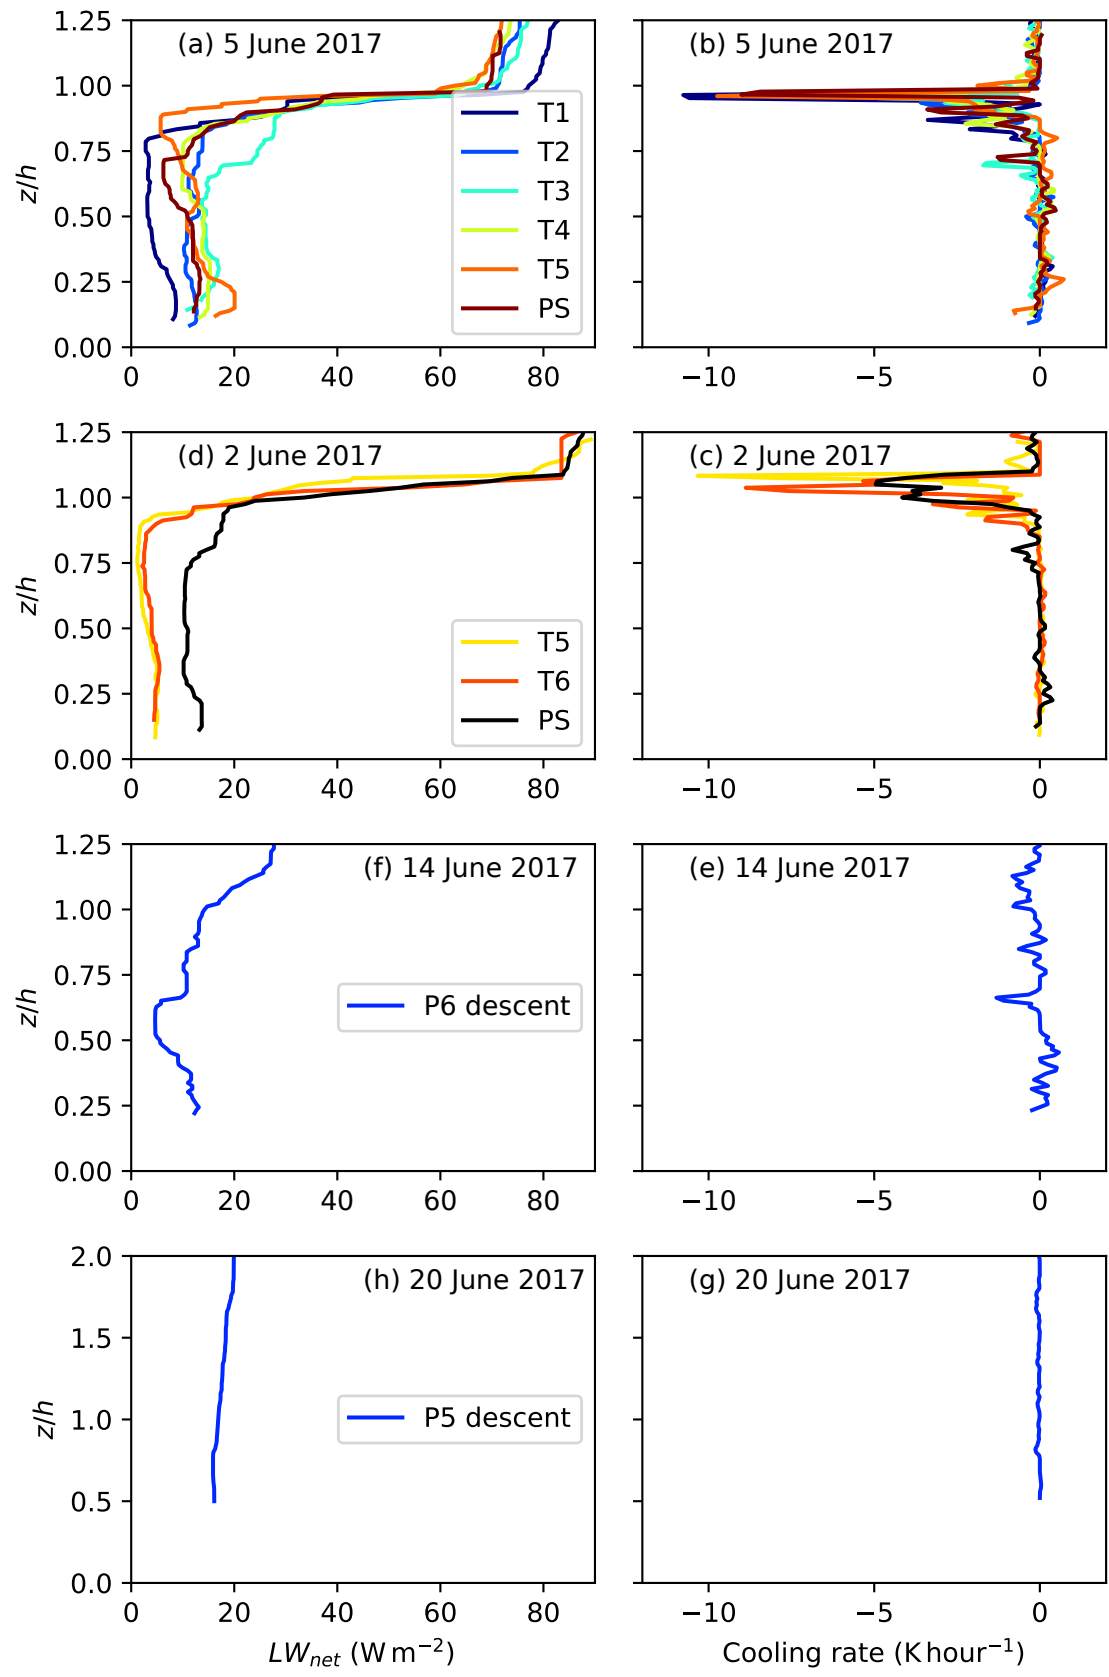 (a) 5 June 2017
(b) 5 June 2017
z/h
1.25
1.00
0.75
0.50
0.25
0.00
T1
T2
T3
T4
T5
PS
0 20 40 60 80
−10 −5 0
(d) 2 June 2017
(c) 2 June 2017
z/h
1.25
1.00
0.75
0.50
0.25
0.00
T5
T6
PS
0 20 40 60 80
−10 −5 0
(f) 14 June 2017
(e) 14 June 2017
z/h
1.25
1.00
0.75
0.50
0.25
0.00
P6 descent
0 20 40 60 80
−10 −5 0
(h) 20 June 2017
(g) 20 June 2017
z/h
2.0
1.5
1.0
0.5
0.0
P5 descent
0 20 40 60 80
−10 −5 0
LW_net (W m⁻²)
Cooling rate (K hour⁻¹)